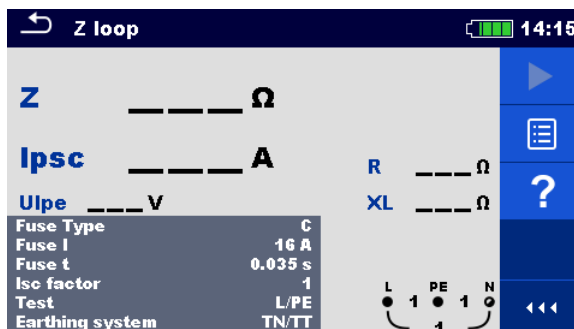 Z loop 14:15
Z ___ Ω
Ipsc ___ A
R ___ Ω
Ulpe ___ V
XL ___ Ω
?
Fuse Type C
Fuse I 16 A
Fuse t 0.035 s
Isc factor 1
Test L/PE
Earthing system TN/TT
L PE N
1 1
1